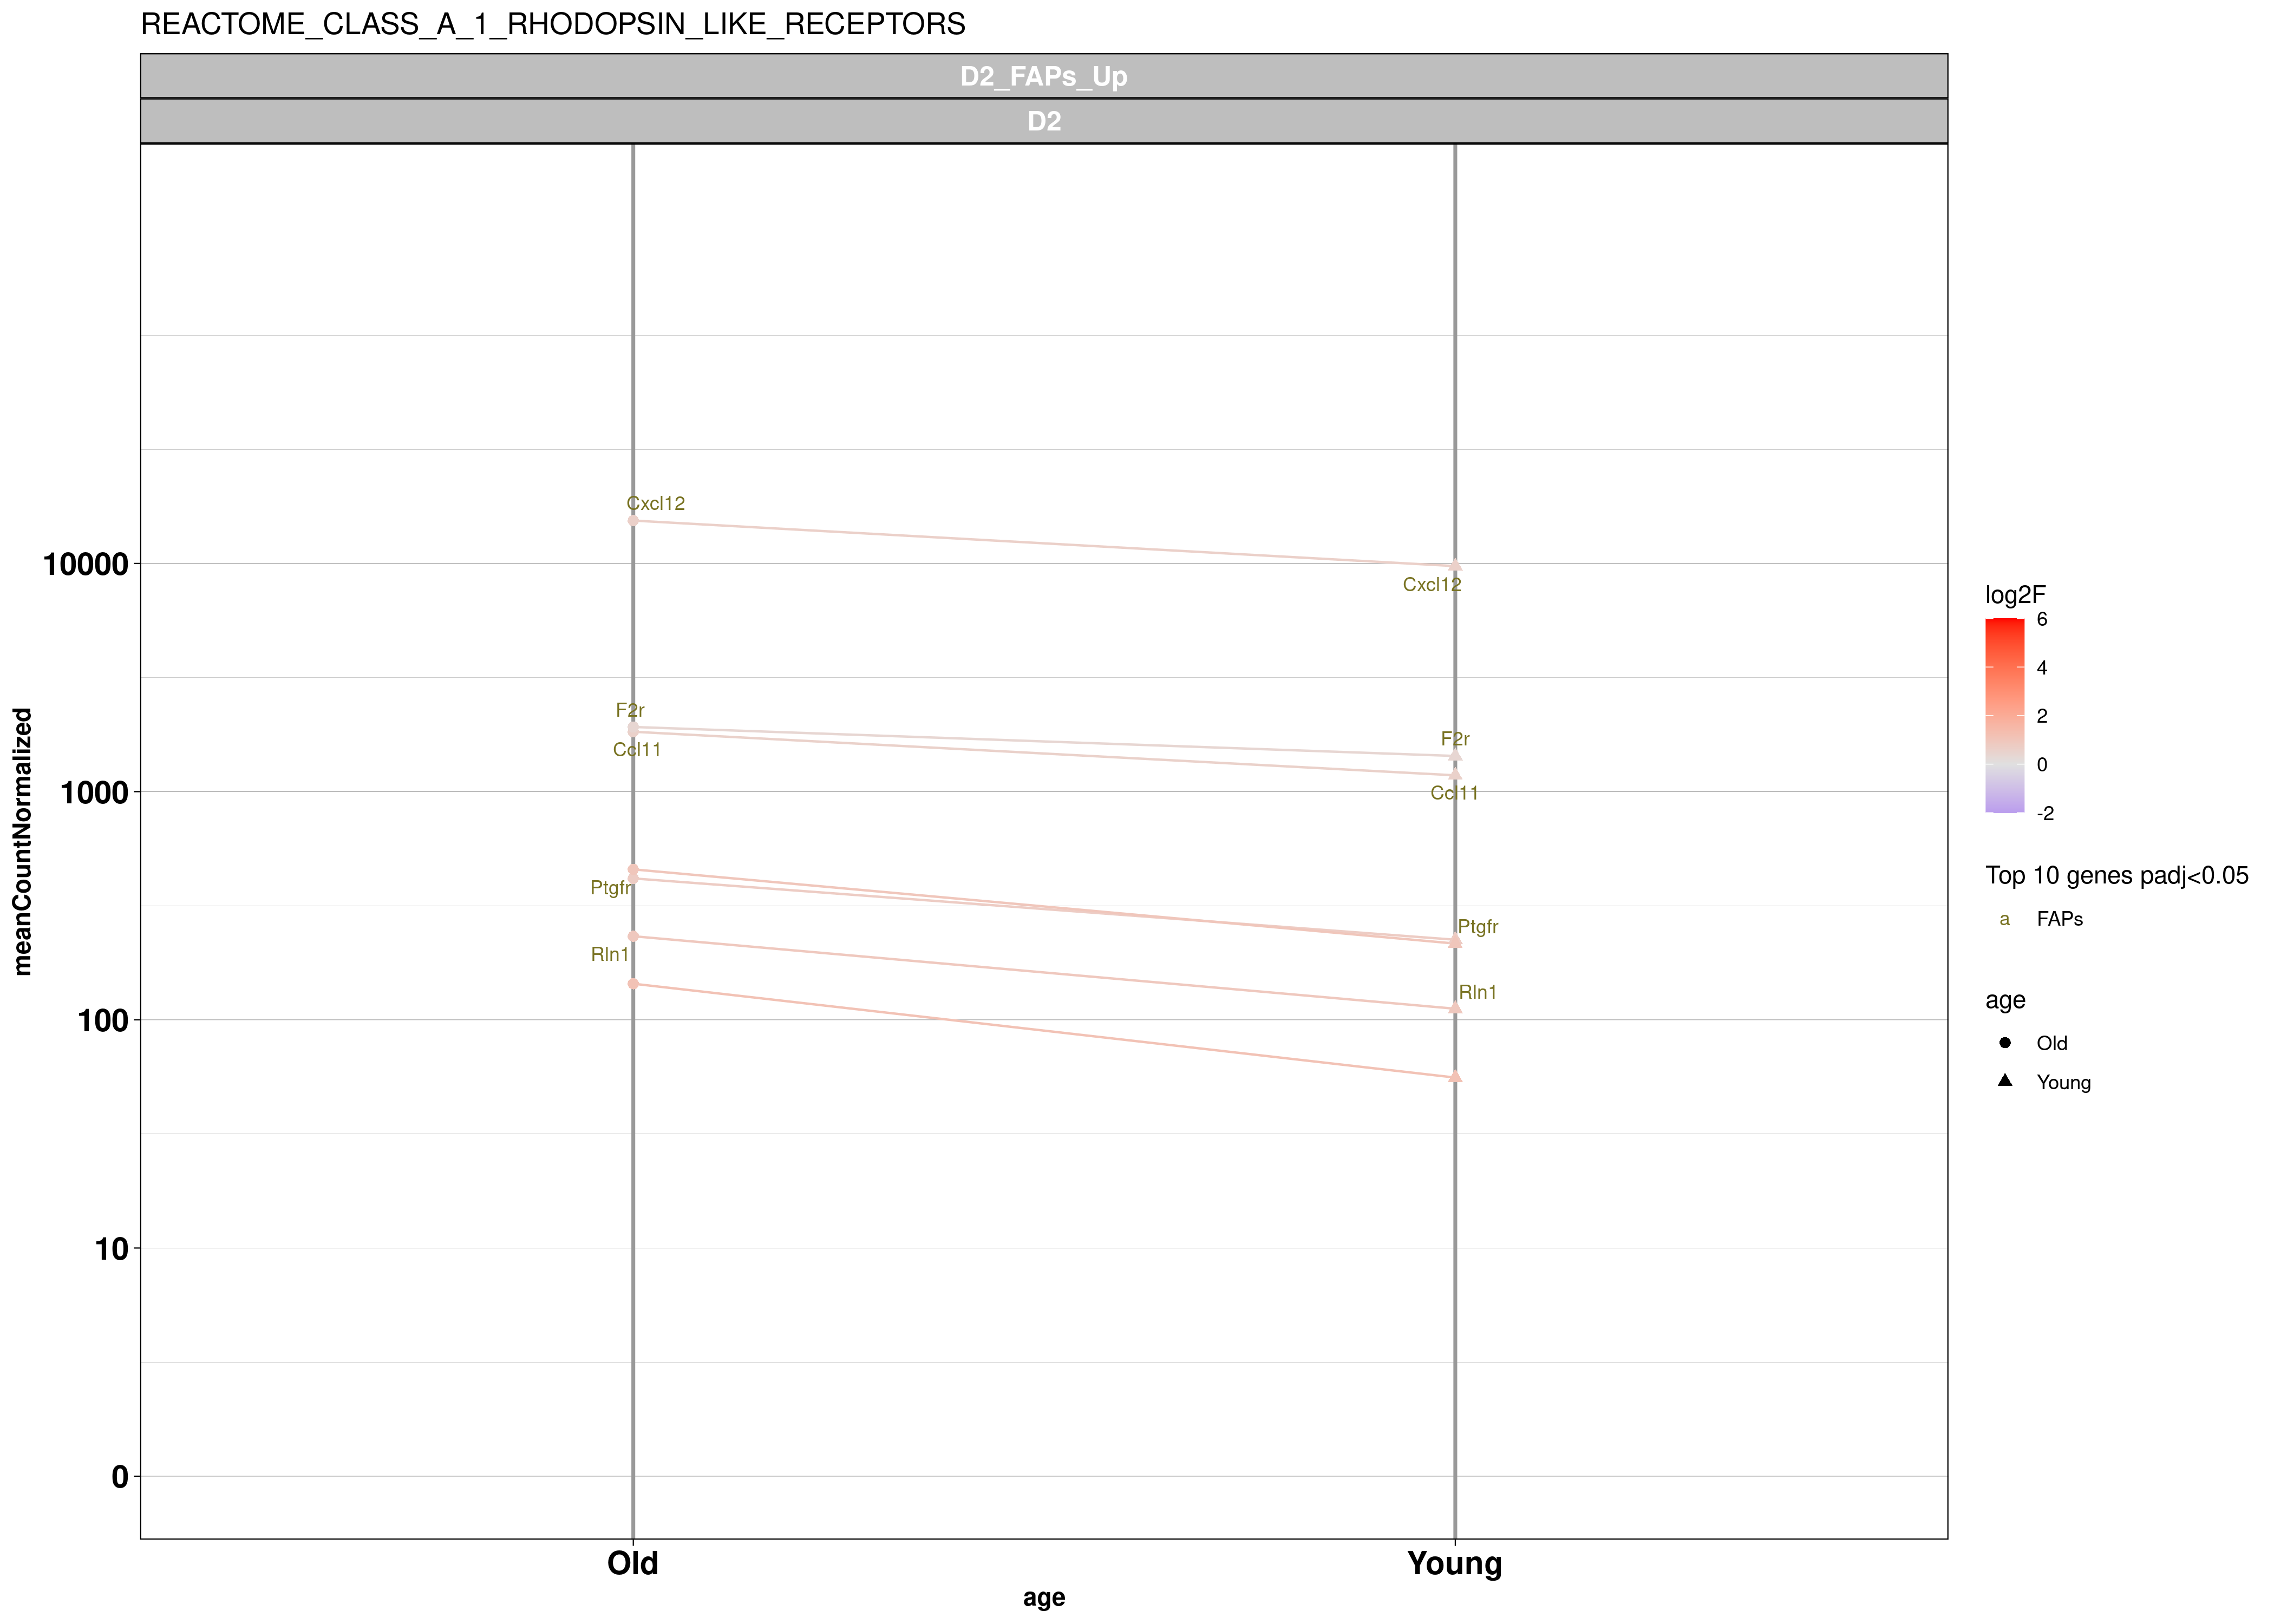 REACTOME_CLASS_A_1_RHODOPSIN_LIKE_RECEPTORS
D2_FAPs_Up
D2
meanCountNormalized
10000
1000
100
10
0
Cxcl12
Cxcl12
F2r
F2r
Ccl11
Ccl11
Ptgfr
Ptgfr
Rln1
Rln1
Old
Young
age
log2F
6
4
2
0
-2
Top 10 genes padj<0.05
a FAPs
age
Old
Young